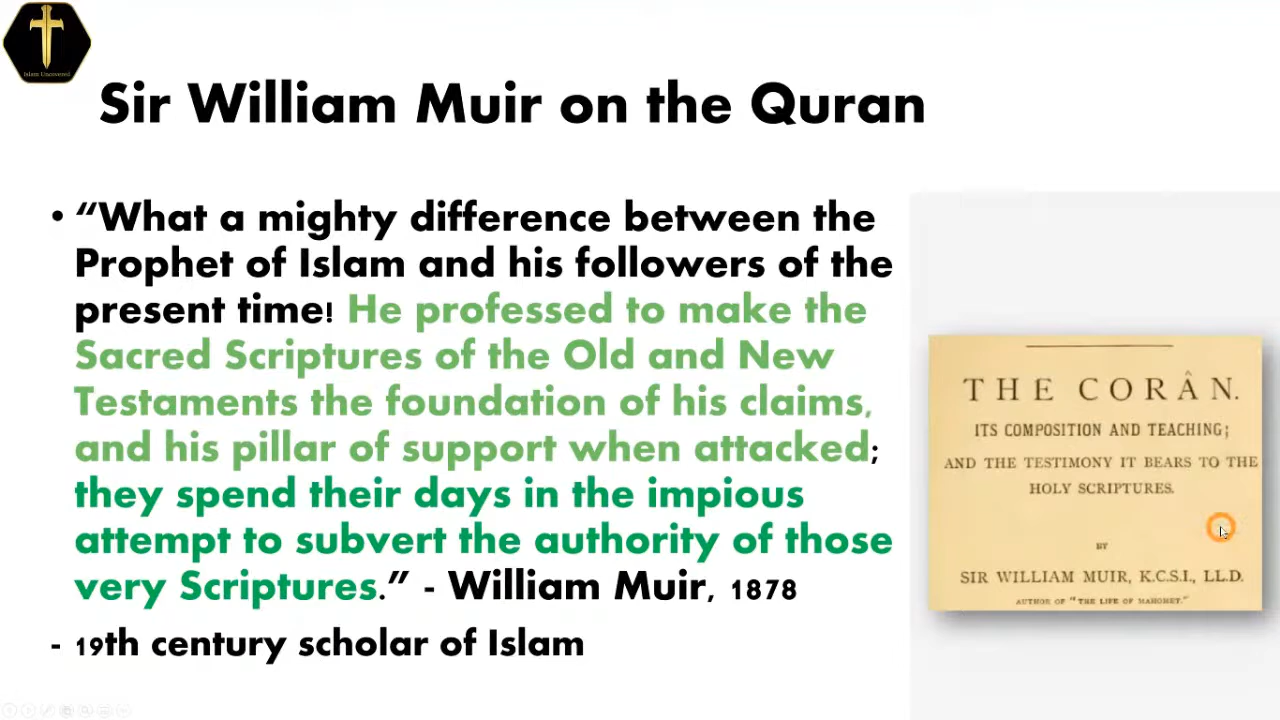 Islam Uncovered
Sir William Muir on the Quran
• “What a mighty difference between the
Prophet of Islam and his followers of the
present time! He professed to make the
Sacred Scriptures of the Old and New
Testaments the foundation of his claims,
and his pillar of support when attacked;
they spend their days in the impious
attempt to subvert the authority of those
very Scriptures.” - William Muir, 1878
- 19th century scholar of Islam
THE CORÂN.
ITS COMPOSITION AND TEACHING;
AND THE TESTIMONY IT BEARS TO THE
HOLY SCRIPTURES.
BY
SIR WILLIAM MUIR, K.C.S.I., LL.D.
AUTHOR OF "THE LIFE OF MAHOMET."